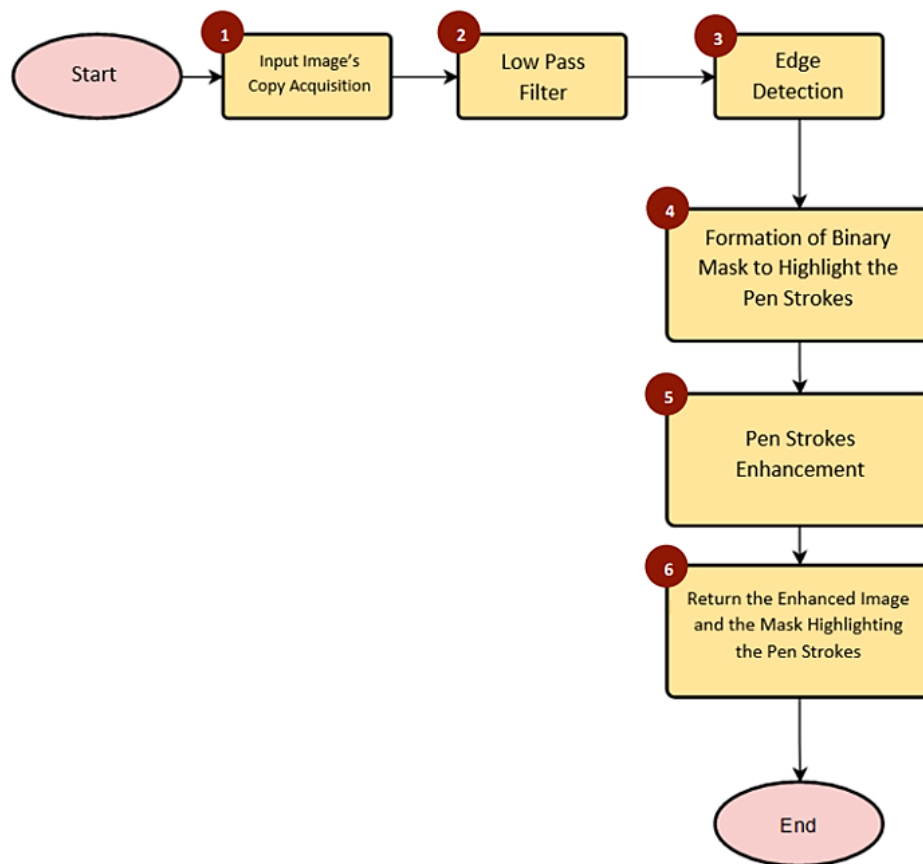 Start
1
Input Image's
Copy Acquisition
2
Low Pass
Filter
3
Edge
Detection
4
Formation of Binary
Mask to Highlight the
Pen Strokes
5
Pen Strokes
Enhancement
6
Return the Enhanced Image
and the Mask Highlighting
the Pen Strokes
End